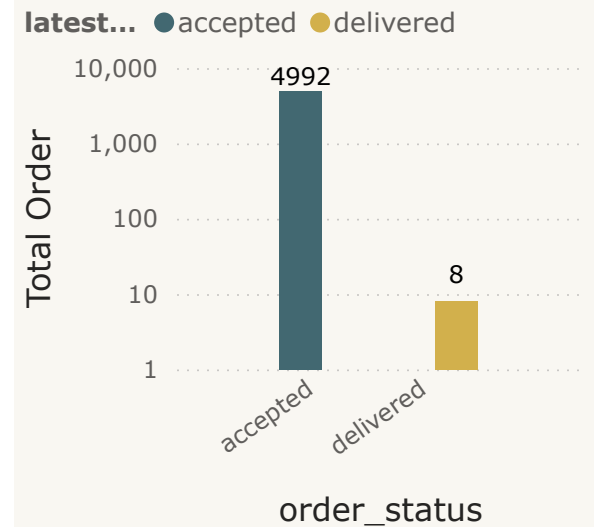 latest... accepted delivered
10,000
4992
1,000
100
10
8
1
Total Order
accepted
delivered
order_status